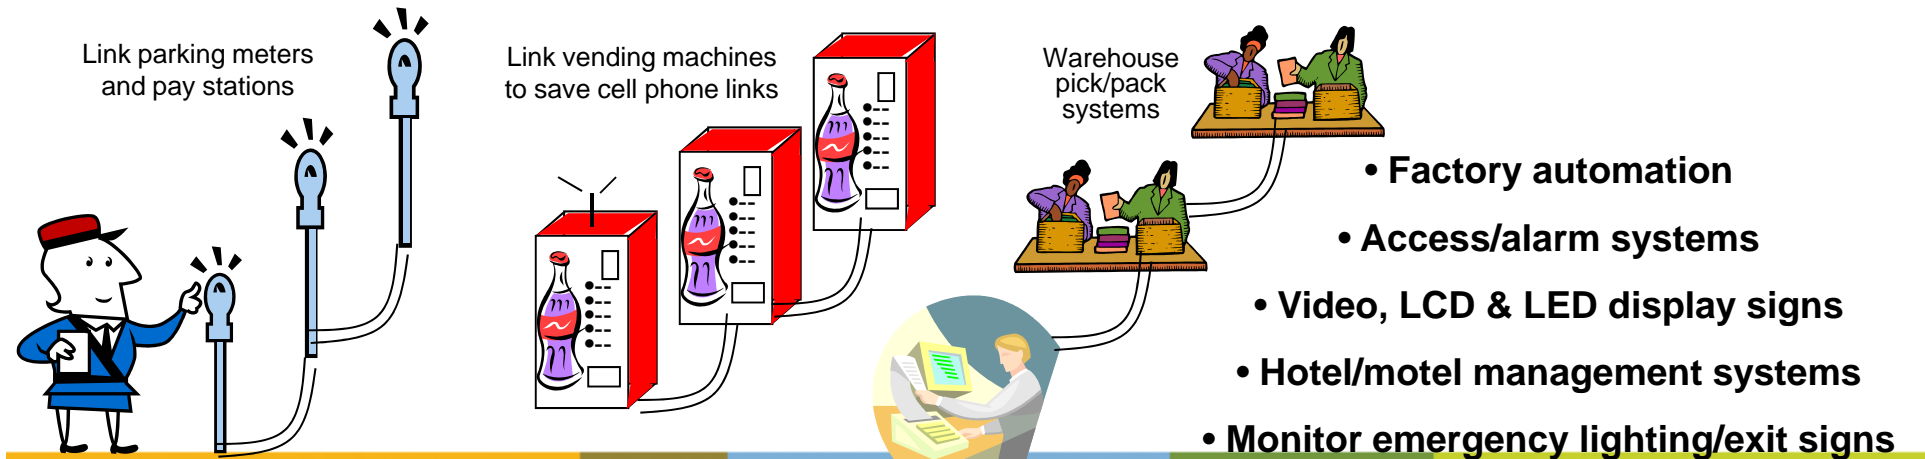 Link parking meters
and pay stations
Link vending machines
to save cell phone links
Warehouse
pick/pack
systems
• Factory automation
• Access/alarm systems
• Video, LCD & LED display signs
• Hotel/motel management systems
• Monitor emergency lighting/exit signs